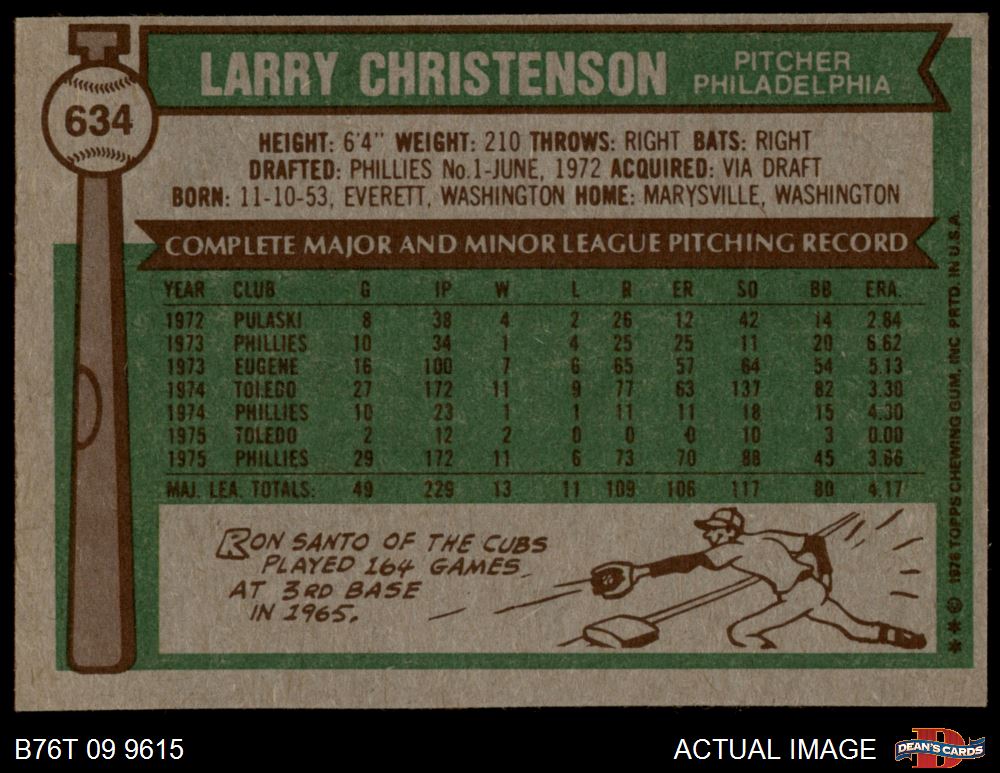 LARRY CHRISTENSON
PITCHER
PHILADELPHIA
634
HEIGHT: 6'4" WEIGHT: 210 THROWS: RIGHT BATS: RIGHT
DRAFTED: PHILLIES No.1-JUNE, 1972 ACQUIRED: VIA DRAFT
BORN: 11-10-53, EVERETT, WASHINGTON HOME: MARYSVILLE, WASHINGTON
COMPLETE MAJOR AND MINOR LEAGUE PITCHING RECORD
YEAR CLUB G IP W L R ER SO BB ERA.
1972 PULASKI 8 38 4 2 26 12 42 14 2.84
1973 PHILLIES 10 34 1 4 25 25 11 20 6.62
1973 EUGENE 16 100 7 6 65 57 64 54 5.13
1974 TOLEDO 27 172 11 9 77 63 137 82 3.30
1974 PHILLIES 10 23 1 1 11 11 18 15 4.30
1975 TOLEDO 2 12 2 0 0 0 10 3 0.00
1975 PHILLIES 29 172 11 6 73 70 88 45 3.66
MAJ. LEA. TOTALS: 49 229 13 11 109 106 117 80 4.17
RON SANTO OF THE CUBS
PLAYED 164 GAMES
AT 3RD BASE
IN 1965.
**© 1976 TOPPS CHEWING GUM, INC. PRTD. IN U.S.A.
B76T 09 9615
ACTUAL IMAGE
D
DEAN'S CARDS